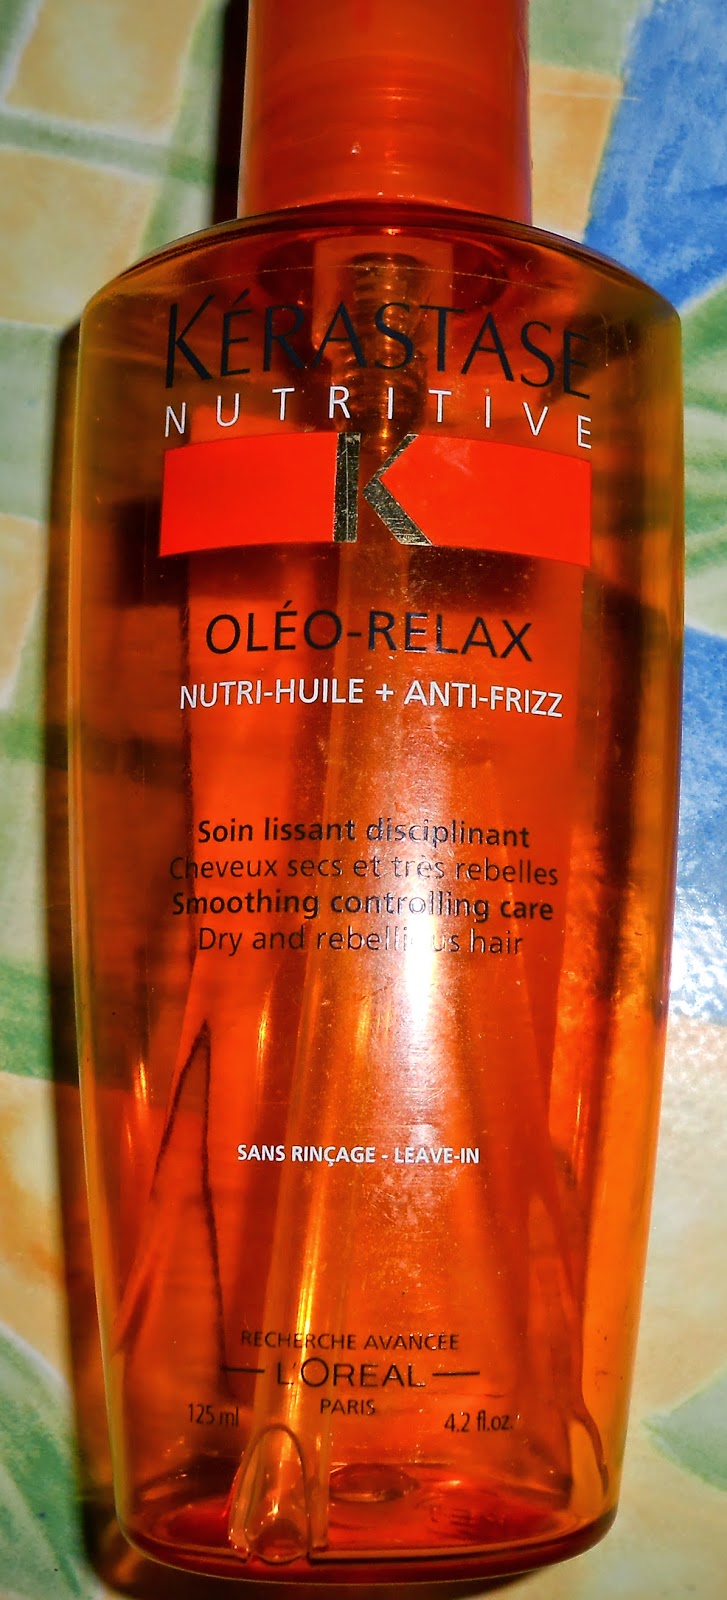 KÉRASTASE
NUTRITIVE
K
OLÉO-RELAX
NUTRI-HUILE + ANTI-FRIZZ
Soin lissant disciplinant
Cheveux secs et très rebelles
Smoothing controlling care
Dry and rebellious hair
SANS RINÇAGE - LEAVE-IN
RECHERCHE AVANCÉE
L'ORÉAL
PARIS
125 ml 4.2 fl.oz.